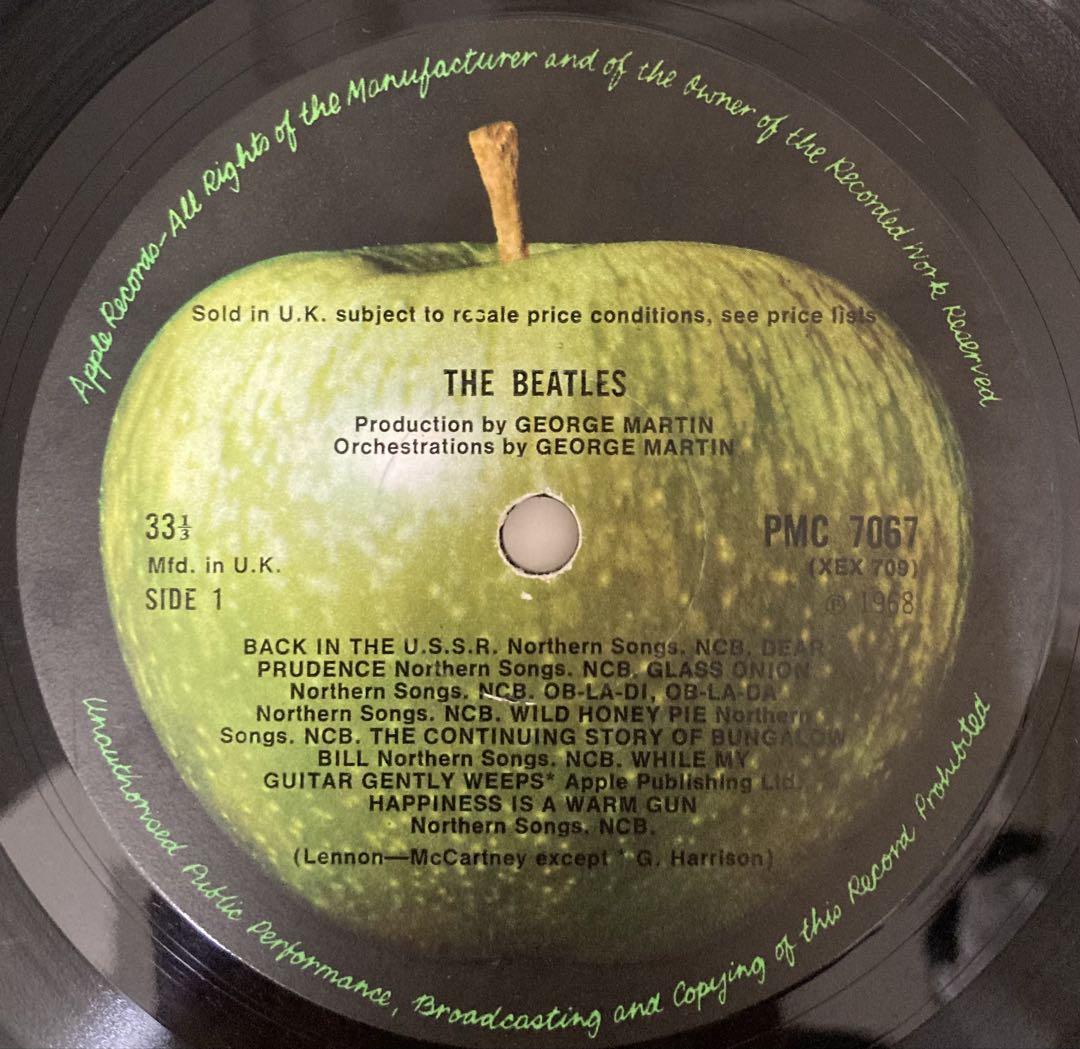 Apple Records—All Rights of the Manufacturer and of the Owner of the Recorded Work Reserved
Sold in U.K. subject to resale price conditions, see price lists
THE BEATLES
Production by GEORGE MARTIN
Orchestrations by GEORGE MARTIN
33⅓
Mfd. in U.K.
SIDE 1
PMC 7067
(XEX 709)
℗ 1968
BACK IN THE U.S.S.R. Northern Songs. NCB. DEAR
PRUDENCE Northern Songs. NCB. GLASS ONION
Northern Songs. NCB. OB-LA-DI, OB-LA-DA
Northern Songs. NCB. WILD HONEY PIE Northern
Songs. NCB. THE CONTINUING STORY OF BUNGALOW
BILL Northern Songs. NCB. WHILE MY
GUITAR GENTLY WEEPS* Apple Publishing Ltd.
HAPPINESS IS A WARM GUN
Northern Songs. NCB.
(Lennon—McCartney except * G. Harrison)
Unauthorised Public Performance, Broadcasting and Copying of this Record Prohibited